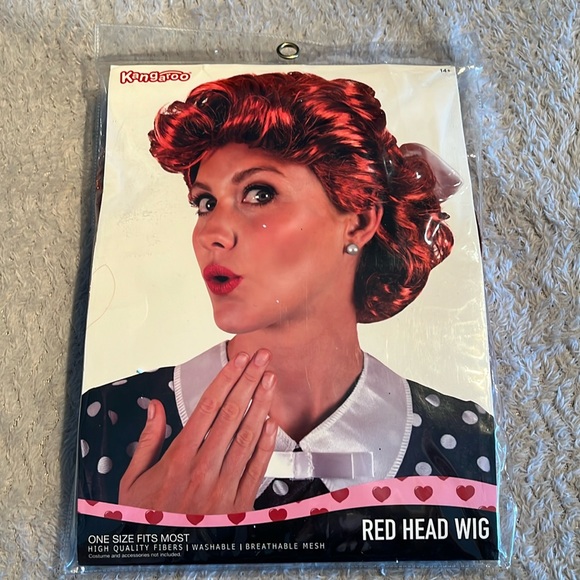 Kangaroo
14+
ONE SIZE FITS MOST
HIGH QUALITY FIBERS | WASHABLE | BREATHABLE MESH
Costume and accessories not included.
RED HEAD WIG